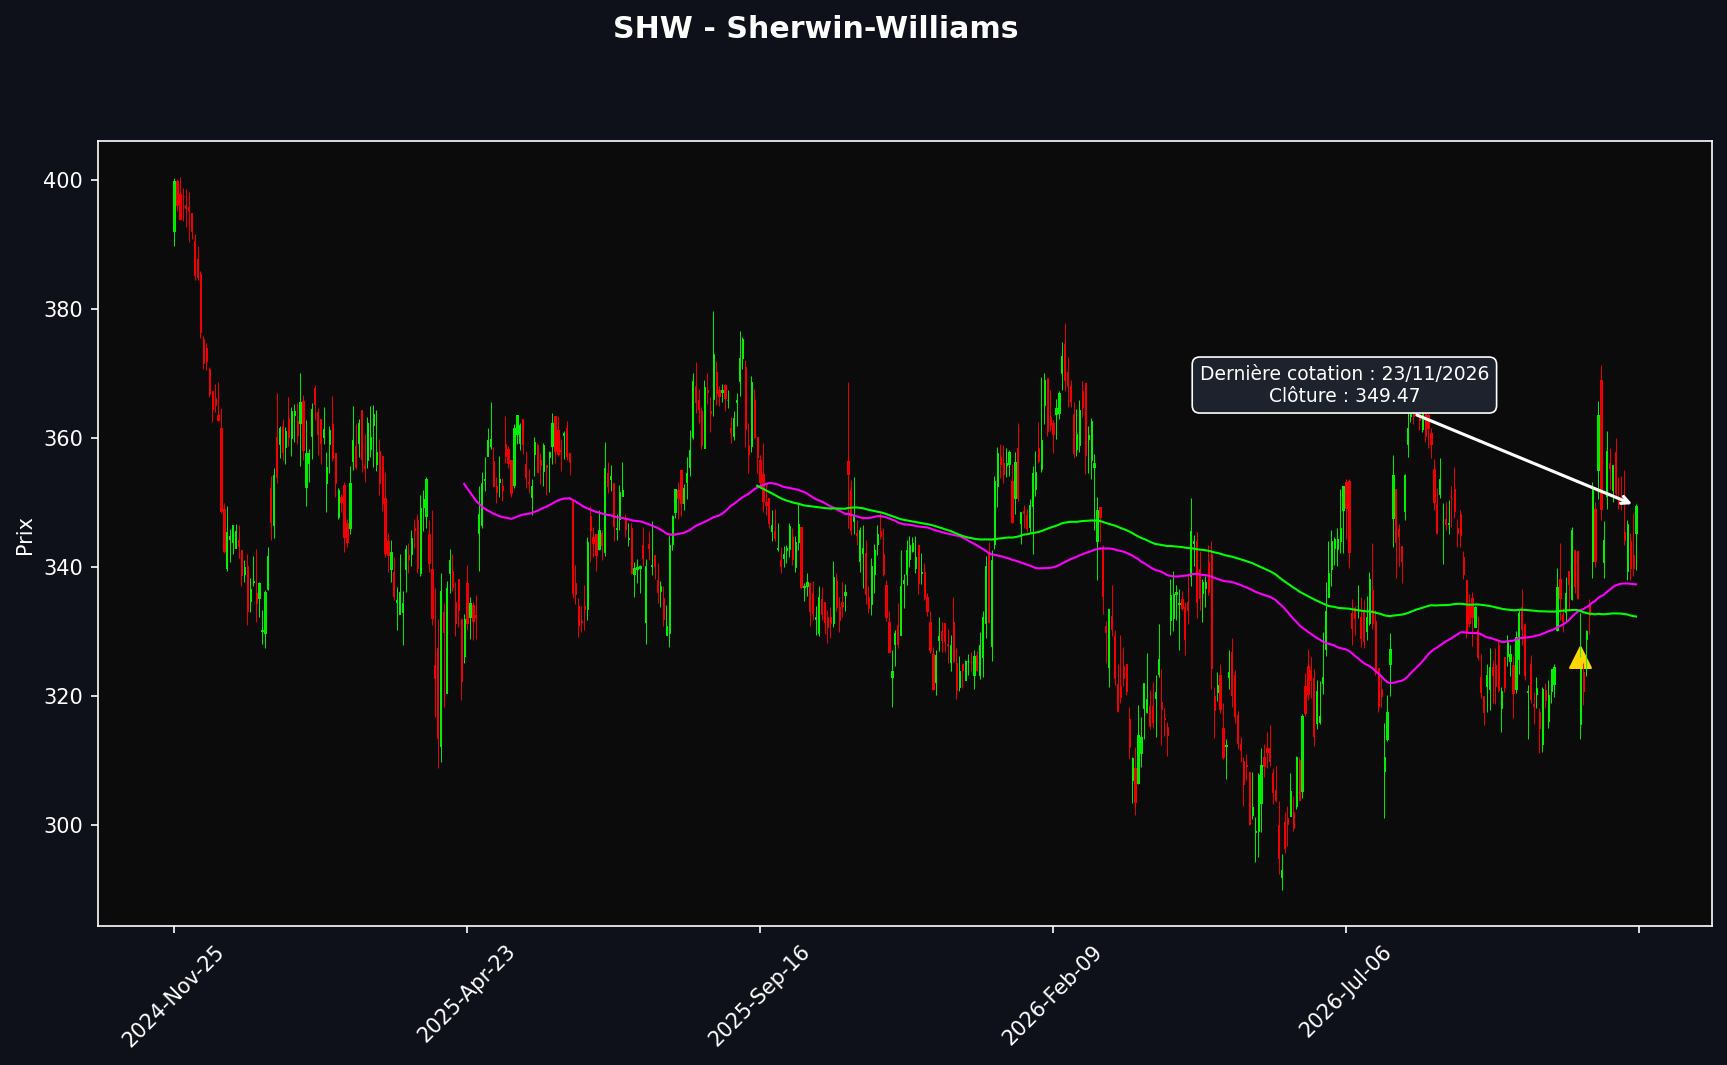 SHW - Sherwin-Williams
Prix
400
380
360
340
320
300
Dernière cotation : 23/11/2026
Clôture : 349.47
2024-Nov-25
2025-Apr-23
2025-Sep-16
2026-Feb-09
2026-Jul-06